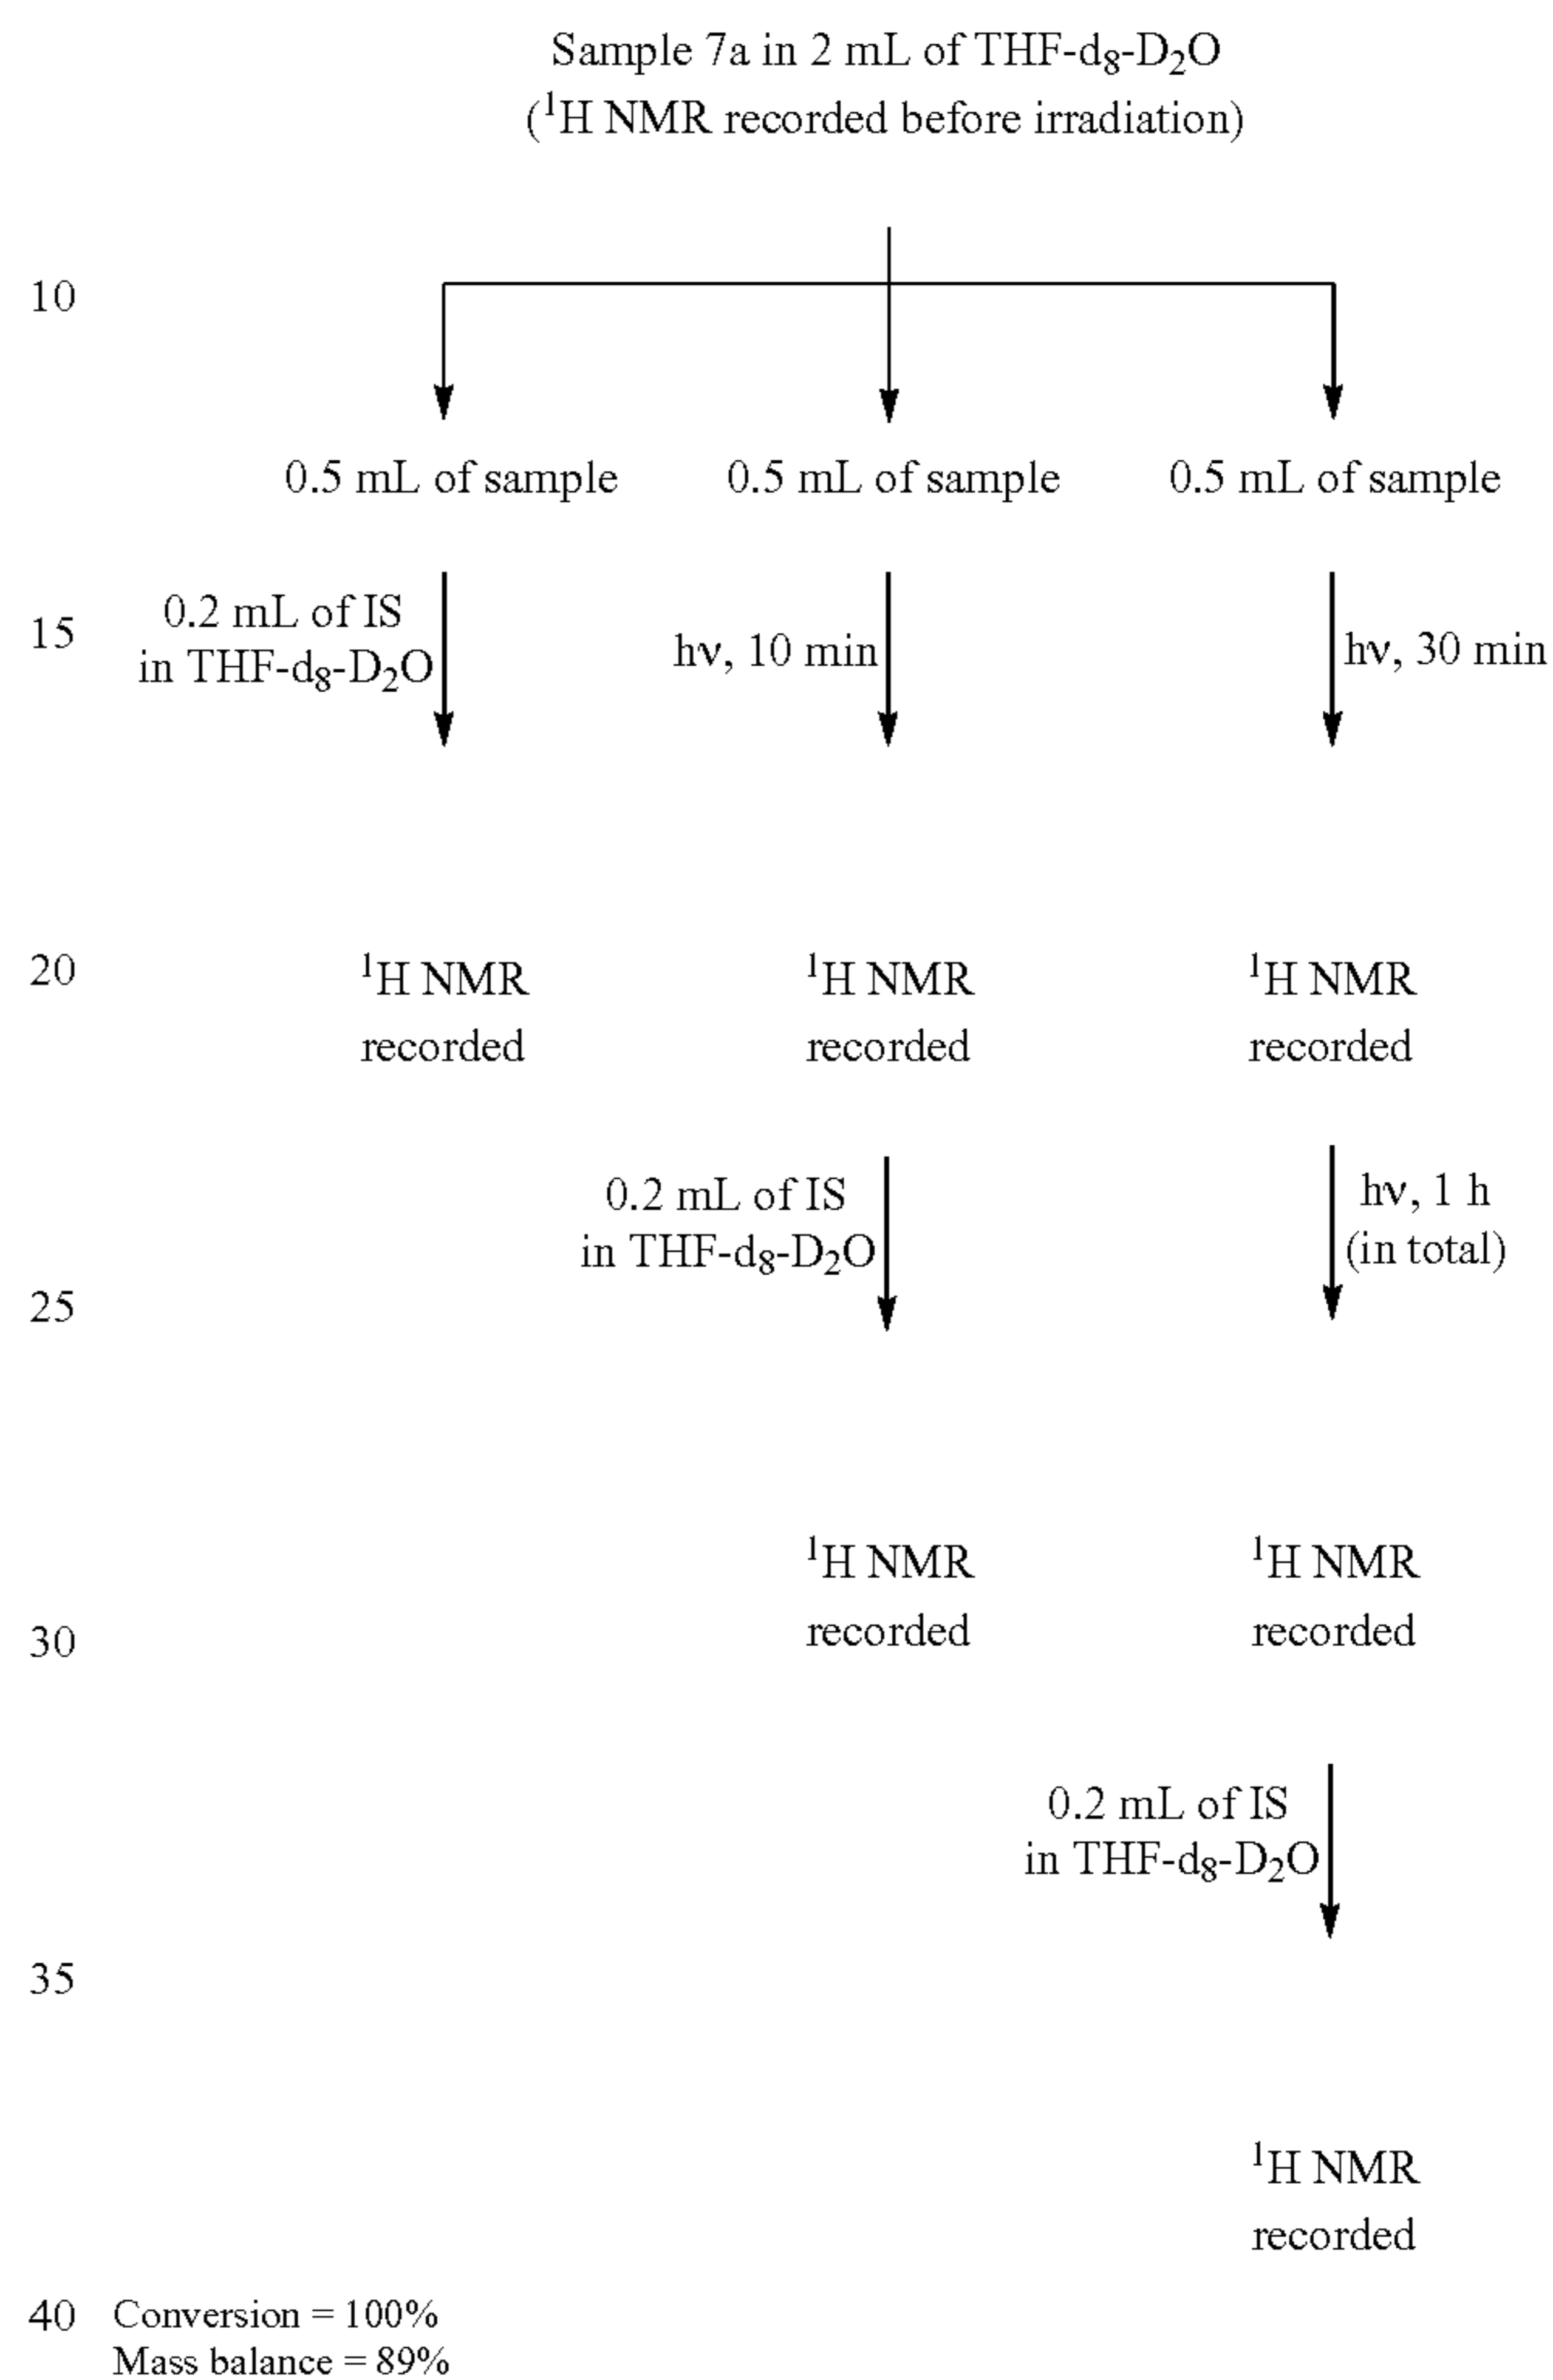 Sample 7a in 2 mL of THF-d₈-D₂O
(¹H NMR recorded before irradiation)
10
0.5 mL of sample 0.5 mL of sample 0.5 mL of sample
15
0.2 mL of IS
in THF-d₈-D₂O
hν, 10 min
hν, 30 min
20
¹H NMR
recorded
¹H NMR
recorded
¹H NMR
recorded
0.2 mL of IS
in THF-d₈-D₂O
hν, 1 h
(in total)
25
¹H NMR
recorded
¹H NMR
recorded
30
0.2 mL of IS
in THF-d₈-D₂O
35
¹H NMR
recorded
40 Conversion = 100%
Mass balance = 89%